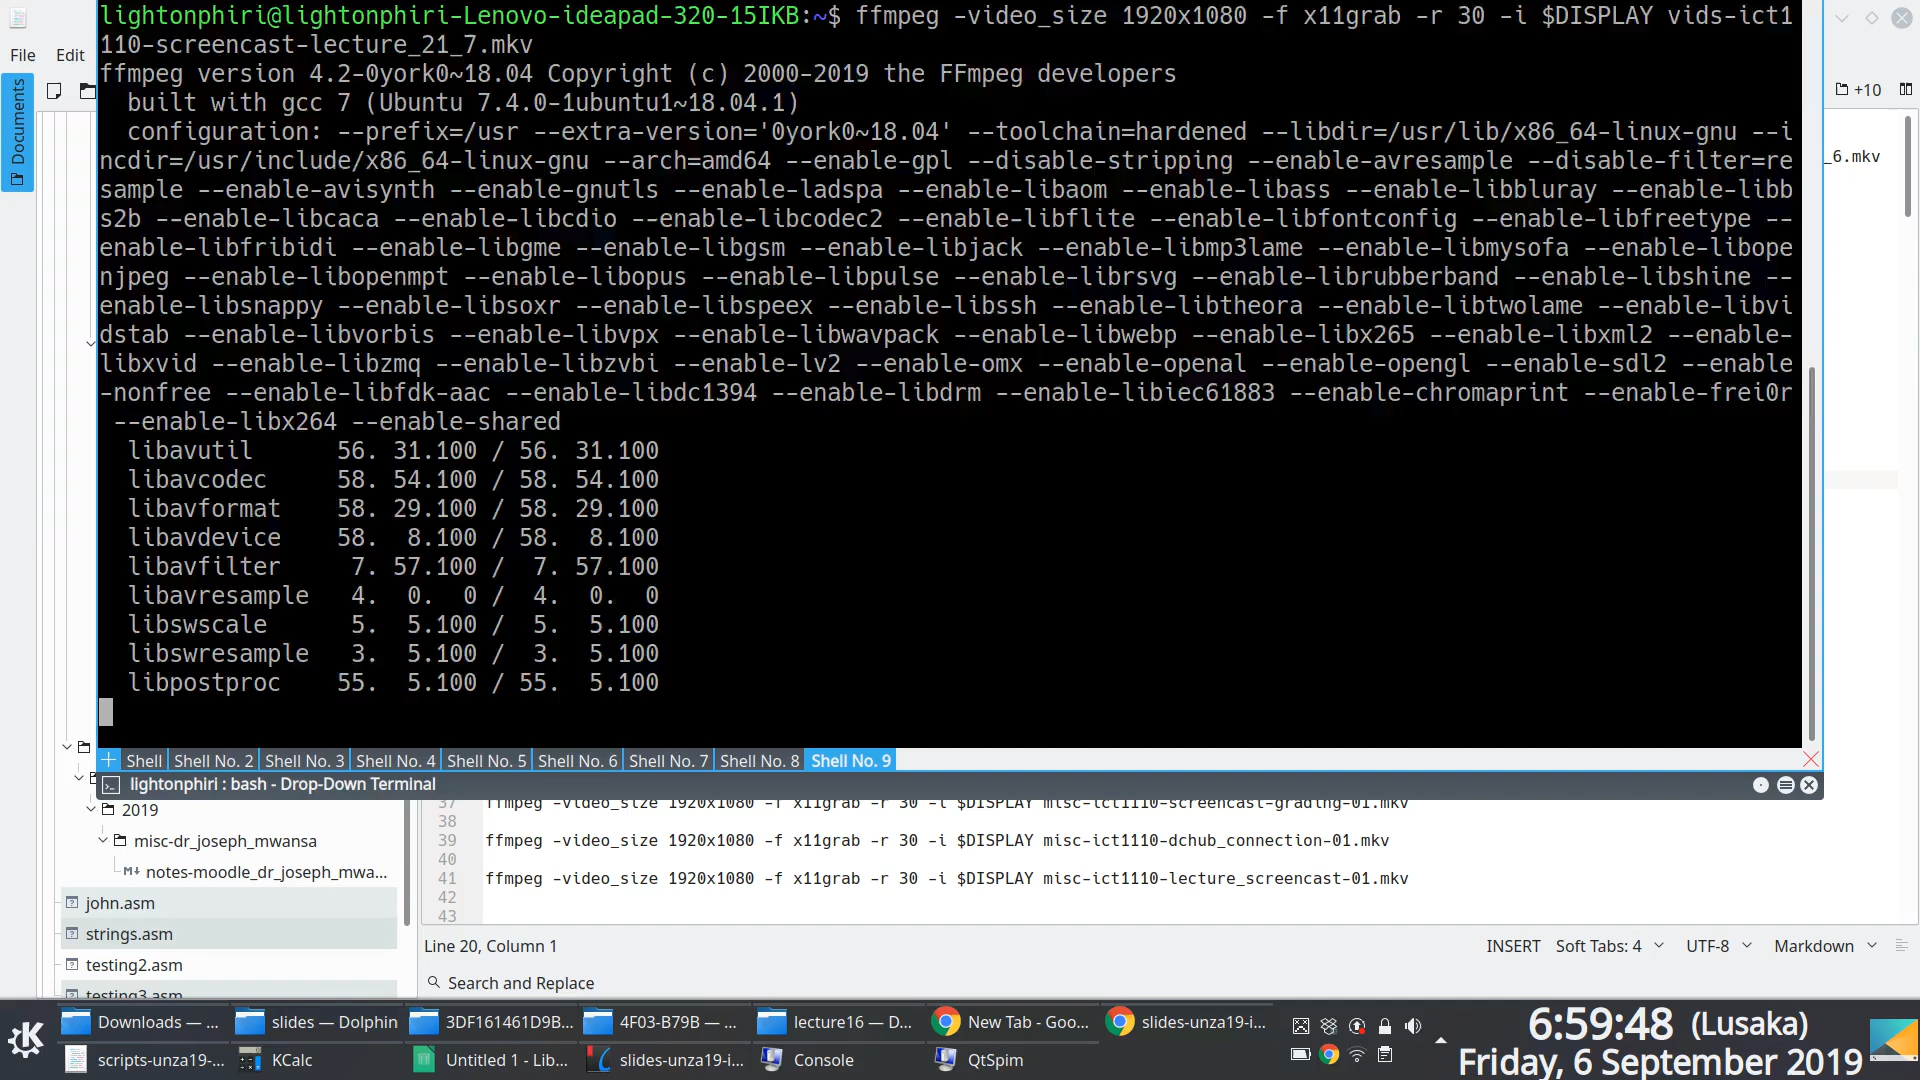 lightonphiri@lightonphiri-Lenovo-ideapad-320-15IKB:~$ ffmpeg -video_size 1920x1080 -f x11grab -r 30 -i $DISPLAY vids-ict1
110-screencast-lecture_21_7.mkv
ffmpeg version 4.2-0york0~18.04 Copyright (c) 2000-2019 the FFmpeg developers
built with gcc 7 (Ubuntu 7.4.0-1ubuntu1~18.04.1)
configuration: --prefix=/usr --extra-version='0york0~18.04' --toolchain=hardened --libdir=/usr/lib/x86_64-linux-gnu --i
ncdir=/usr/include/x86_64-linux-gnu --arch=amd64 --enable-gpl --disable-stripping --enable-avresample --disable-filter=re
sample --enable-avisynth --enable-gnutls --enable-ladspa --enable-libaom --enable-libass --enable-libbluray --enable-libb
s2b --enable-libcaca --enable-libcdio --enable-libcodec2 --enable-libflite --enable-libfontconfig --enable-libfreetype --
enable-libfribidi --enable-libgme --enable-libgsm --enable-libjack --enable-libmp3lame --enable-libmysofa --enable-libope
njpeg --enable-libopenmpt --enable-libopus --enable-libpulse --enable-librsvg --enable-librubberband --enable-libshine --
enable-libsnappy --enable-libsoxr --enable-libspeex --enable-libssh --enable-libtheora --enable-libtwolame --enable-libvi
dstab --enable-libvorbis --enable-libvpx --enable-libwavpack --enable-libwebp --enable-libx265 --enable-libxml2 --enable-
libxvid --enable-libzmq --enable-libzvbi --enable-lv2 --enable-omx --enable-openal --enable-opengl --enable-sdl2 --enable
-nonfree --enable-libfdk-aac --enable-libdc1394 --enable-libdrm --enable-libiec61883 --enable-chromaprint --enable-frei0r
--enable-libx264 --enable-shared
libavutil 56. 31.100 / 56. 31.100
libavcodec 58. 54.100 / 58. 54.100
libavformat 58. 29.100 / 58. 29.100
libavdevice 58. 8.100 / 58. 8.100
libavfilter 7. 57.100 / 7. 57.100
libavresample 4. 0. 0 / 4. 0. 0
libswscale 5. 5.100 / 5. 5.100
libswresample 3. 5.100 / 3. 5.100
libpostproc 55. 5.100 / 55. 5.100
File Edit
Documents
+10
_6.mkv
Shell Shell No. 2 Shell No. 3 Shell No. 4 Shell No. 5 Shell No. 6 Shell No. 7 Shell No. 8 Shell No. 9
lightonphiri : bash - Drop-Down Terminal
2019
misc-dr_joseph_mwansa
notes-moodle_dr_joseph_mwa...
john.asm
strings.asm
testing2.asm
testing3.asm
37 ffmpeg -video_size 1920x1080 -f x11grab -r 30 -i $DISPLAY misc-ict1110-screencast-grading-01.mkv
38
39 ffmpeg -video_size 1920x1080 -f x11grab -r 30 -i $DISPLAY misc-ict1110-dchub_connection-01.mkv
40
41 ffmpeg -video_size 1920x1080 -f x11grab -r 30 -i $DISPLAY misc-ict1110-lecture_screencast-01.mkv
42
43
Line 20, Column 1 INSERT Soft Tabs: 4 UTF-8 Markdown
Search and Replace
Downloads — ... slides — Dolphin 3DF161461D9B... 4F03-B79B — ... lecture16 — D... New Tab - Goo... slides-unza19-i...
scripts-unza19-... KCalc Untitled 1 - Lib... slides-unza19-i... Console QtSpim
6:59:48 (Lusaka)
Friday, 6 September 2019